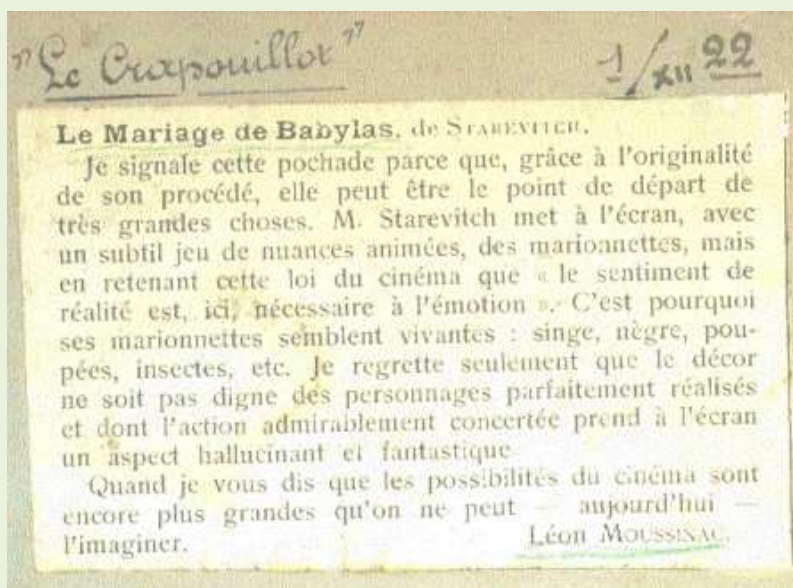 "Le Crapouillot"
1/XII 22
Le Mariage de Babylas, de STAREVITCH.
Je signale cette pochade parce que, grâce à l'originalité
de son procédé, elle peut être le point de départ de
très grandes choses. M. Starevitch met à l'écran, avec
un subtil jeu de nuances animées, des marionnettes, mais
en retenant cette loi du cinéma que « le sentiment de
réalité est, ici, nécessaire à l'émotion ». C'est pourquoi
ses marionnettes semblent vivantes : singe, nègre, pou-
pées, insectes, etc. Je regrette seulement que le décor
ne soit pas digne des personnages parfaitement réalisés
et dont l'action admirablement concertée prend à l'écran
un aspect hallucinant et fantastique
Quand je vous dis que les possibilités du cinéma sont
encore plus grandes qu'on ne peut — aujourd'hui —
l'imaginer.
Léon MOUSSINAC.